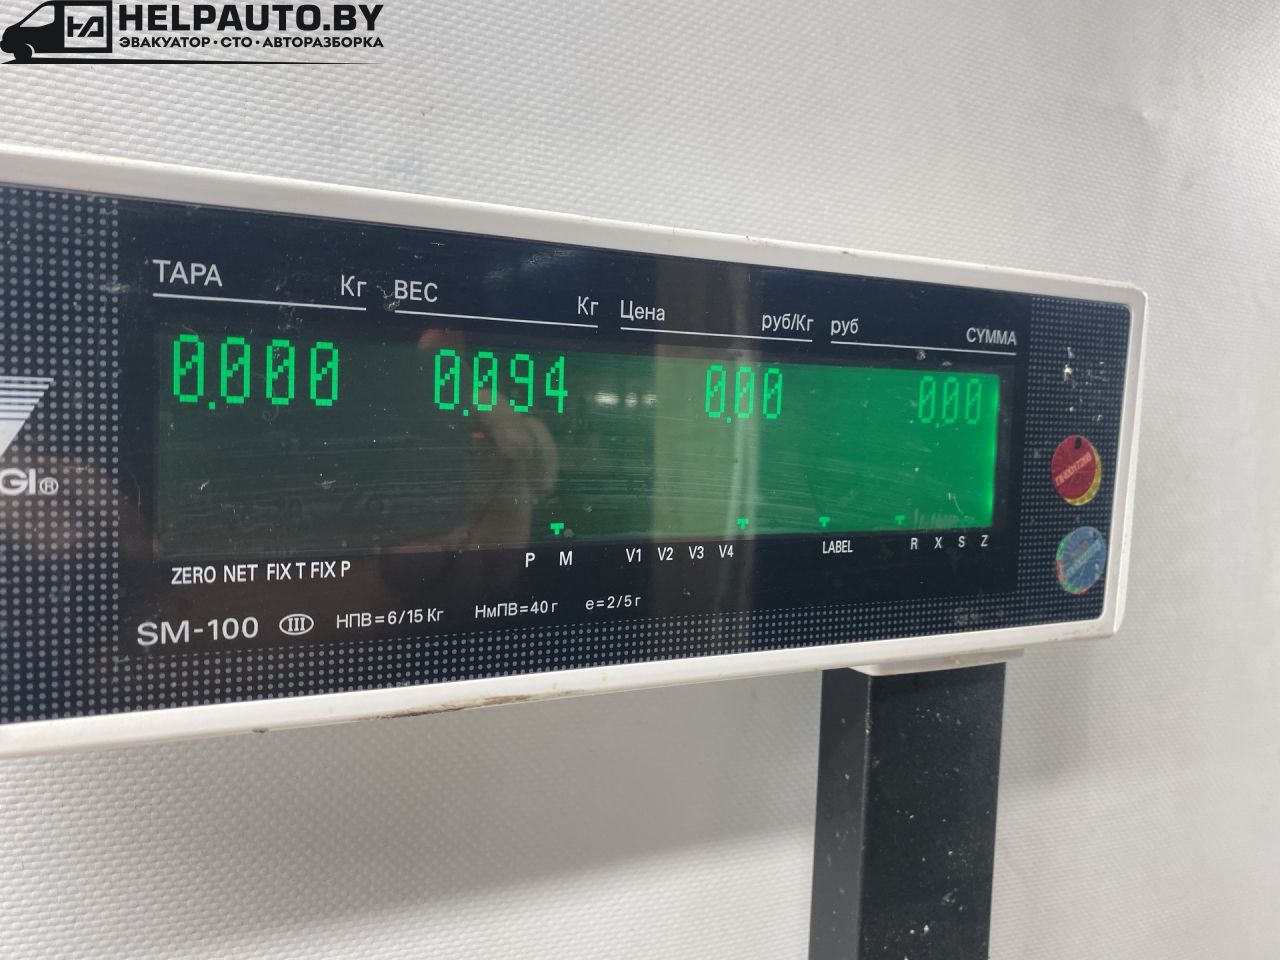 HELPAUTO.BY
ЭВАКУАТОР·СТО·АВТОРАЗБОРКА
ТАРА Кг ВЕС Кг Цена руб/Кг руб СУММА
0.000 0.094 0.00 0.00
GI®
ZERO NET FIX T FIX P P M V1 V2 V3 V4 LABEL R X S Z
SM-100 III НПВ=6/15 Кг НмПВ=40 г e=2/5 г